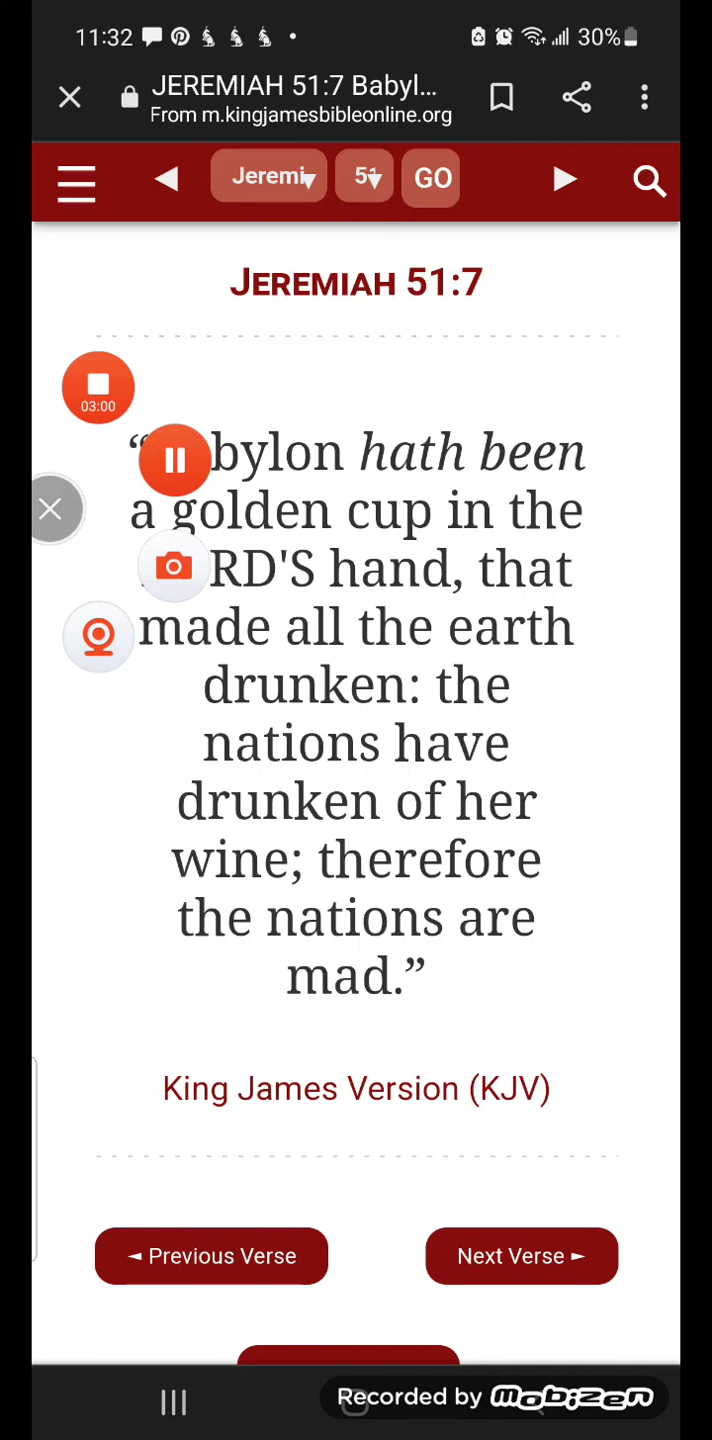 11:32 30%
JEREMIAH 51:7 Babyl...
From m.kingjamesbibleonline.org
Jeremi 51 GO
JEREMIAH 51:7
03:00
“ bylon hath been
a golden cup in the
RD'S hand, that
made all the earth
drunken: the
nations have
drunken of her
wine; therefore
the nations are
mad.”
King James Version (KJV)
◄ Previous Verse
Next Verse ►
Recorded by mobizen